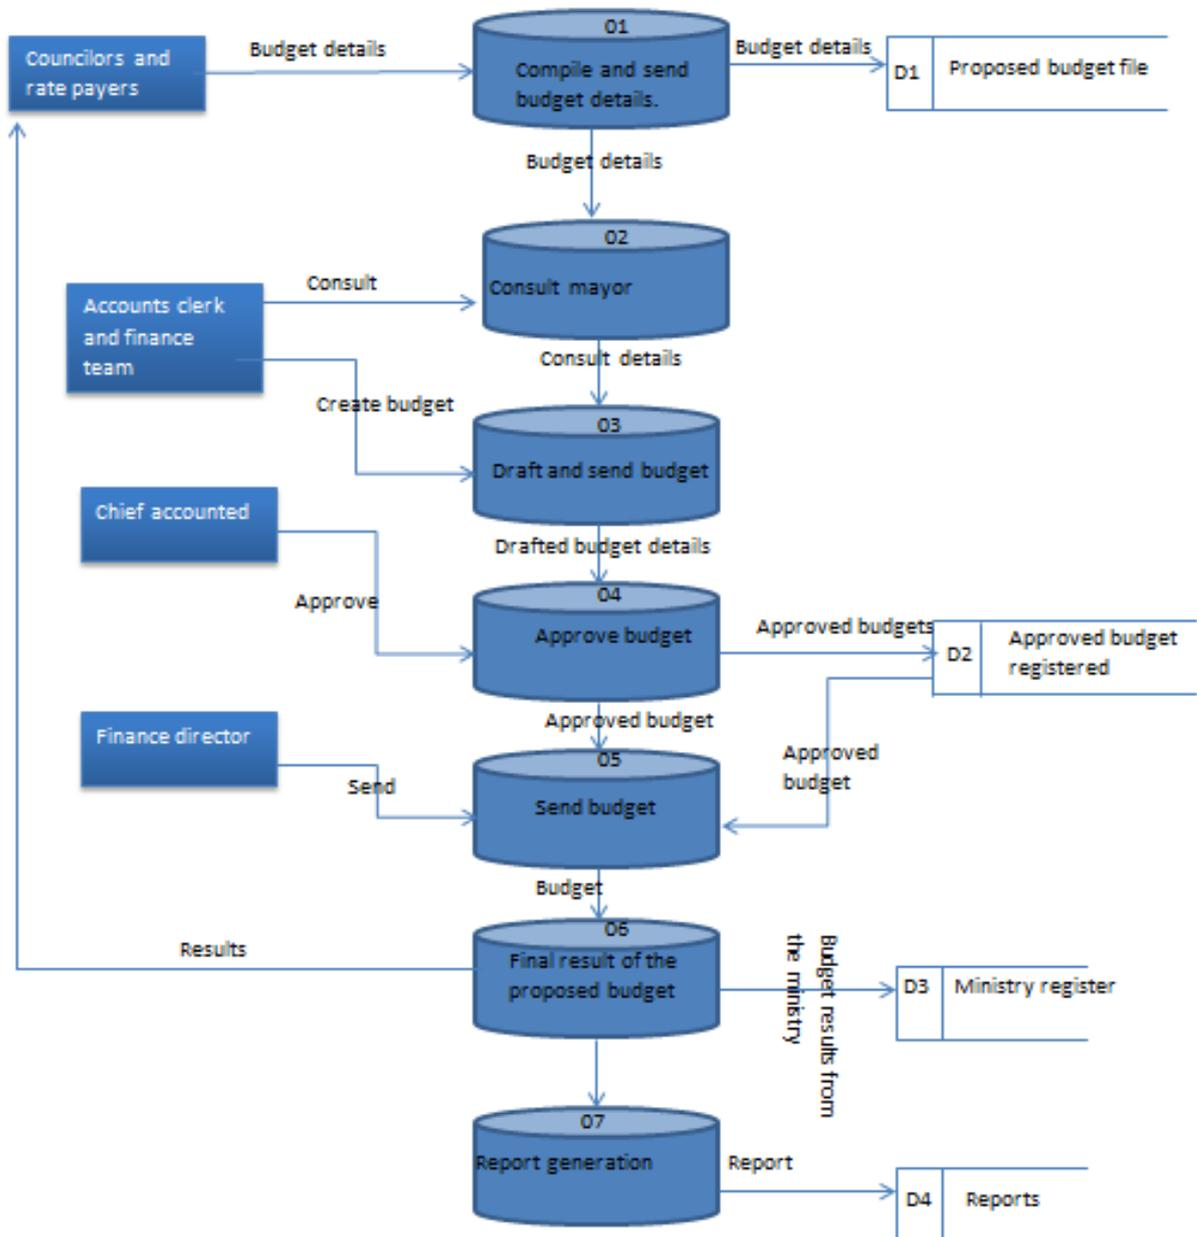 01
Councilors and
rate payers
Budget details
Compile and send
budget details.
Budget details
D1
Proposed budget file
Budget details
02
Consult mayor
Accounts clerk
and finance
team
Consult
Consult details
Create budget
03
Draft and send budget
Chief accounted
Drafted budget details
Approve
04
Approve budget
Approved budgets
D2
Approved budget
registered
Approved budget
Finance director
Send
05
Send budget
Approved
budget
Budget
06
Final result of the
proposed budget
Results
Budget results from
the ministry
D3
Ministry register
07
Report generation
Report
D4
Reports